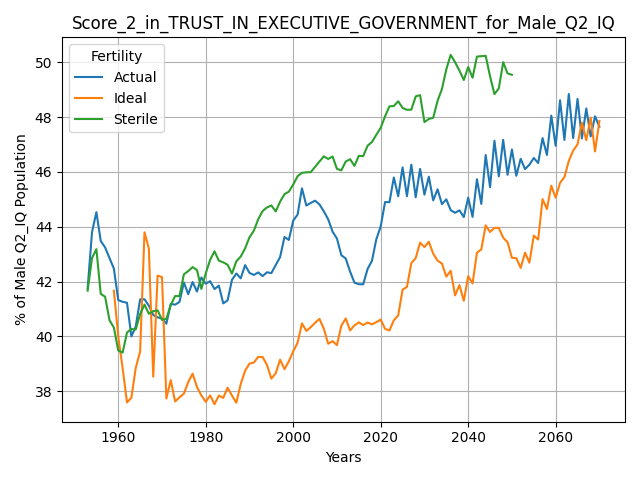 Score_2_in_TRUST_IN_EXECUTIVE_GOVERNMENT_for_Male_Q2_IQ
Fertility
Actual
Ideal
Sterile
% of Male Q2_IQ Population
50
48
46
44
42
40
38
1960
1980
2000
2020
2040
2060
Years